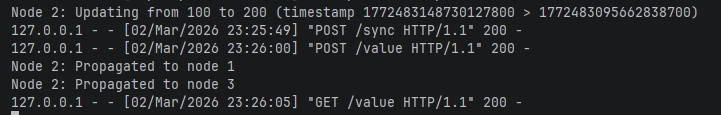 Node 2: Updating from 100 to 200 (timestamp 1772483148730127800 > 1772483095662838700)
127.0.0.1 - - [02/Mar/2026 23:25:49] "POST /sync HTTP/1.1" 200 -
127.0.0.1 - - [02/Mar/2026 23:26:00] "POST /value HTTP/1.1" 200 -
Node 2: Propagated to node 1
Node 2: Propagated to node 3
127.0.0.1 - - [02/Mar/2026 23:26:05] "GET /value HTTP/1.1" 200 -